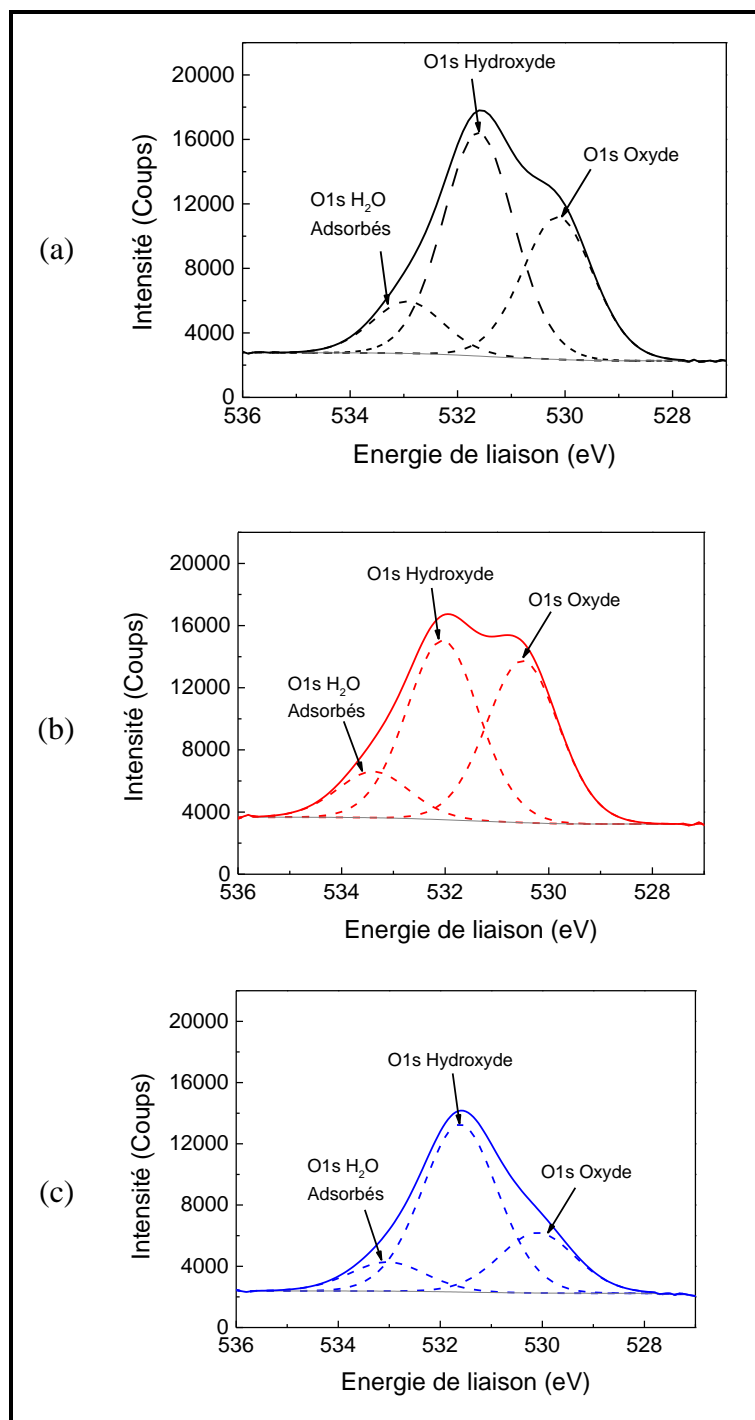 (a)
Intensité (Coups)
20000
16000
12000
8000
4000
0
O1s Hydroxyde
O1s Oxyde
O1s H₂O
Adsorbés
536
534
532
530
528
Energie de liaison (eV)
(b)
Intensité (Coups)
20000
16000
12000
8000
4000
0
O1s Hydroxyde
O1s Oxyde
O1s H₂O
Adsorbés
536
534
532
530
528
Energie de liaison (eV)
(c)
Intensité (Coups)
20000
16000
12000
8000
4000
0
O1s Hydroxyde
O1s H₂O
Adsorbés
O1s Oxyde
536
534
532
530
528
Energie de liaison (eV)